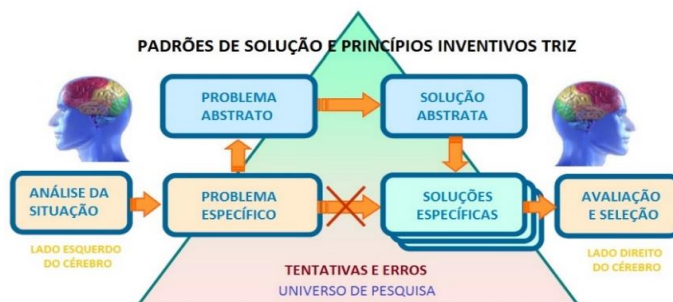 PADRÕES DE SOLUÇÃO E PRINCÍPIOS INVENTIVOS TRIZ
PROBLEMA
ABSTRATO
SOLUÇÃO
ABSTRATA
ANÁLISE DA
SITUAÇÃO
PROBLEMA
ESPECÍFICO
SOLUÇÕES
ESPECÍFICAS
AVALIAÇÃO
E SELEÇÃO
LADO ESQUERDO
DO CÉREBRO
LADO DIREITO
DO CÉREBRO
TENTATIVAS E ERROS
UNIVERSO DE PESQUISA